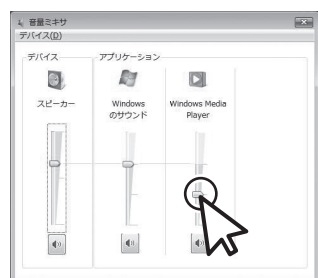 音量ミキサ
デバイス(D)
デバイス
アプリケーション
スピーカー
Windows
のサウンド
Windows Media
Player